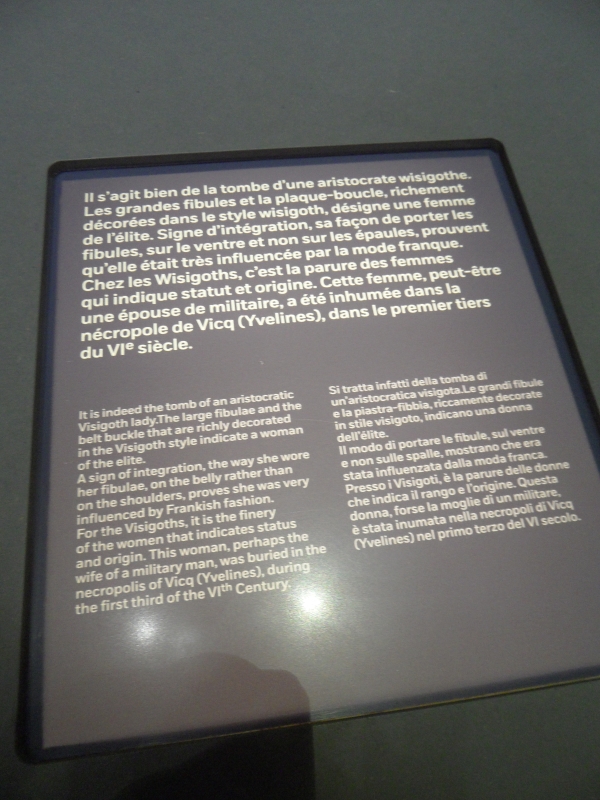 Il s'agit bien de la tombe d'une aristocrate wisigothe.
Les grandes fibules et la plaque-boucle, richement
décorées dans le style wisigoth, désigne une femme
de l'élite. Signe d'intégration, sa façon de porter les
fibules, sur le ventre et non sur les épaules, prouvent
qu'elle était très influencée par la mode franque.
Chez les Wisigoths, c'est la parure des femmes
qui indique statut et origine. Cette femme, peut-être
une épouse de militaire, a été inhumée dans la
nécropole de Vicq (Yvelines), dans le premier tiers
du VIe siècle.
It is indeed the tomb of an aristocratic
Visigoth lady.The large fibulae and the
belt buckle that are richly decorated
in the Visigoth style indicate a woman
of the elite.
A sign of integration, the way she wore
her fibulae, on the belly rather than
on the shoulders, proves she was very
influenced by Frankish fashion.
For the Visigoths, it is the finery
of the women that indicates status
and origin. This woman, perhaps the
wife of a military man, was buried in the
necropolis of Vicq (Yvelines), during
the first third of the VIth Century.
Si tratta infatti della tomba di
un'aristocratica visigota.Le grandi fibule
e la piastra-fibbia, riccamente decorate
in stile visigoto, indicano una donna
dell'élite.
Il modo di portare le fibule, sul ventre
e non sulle spalle, mostrano che era
stata influenzata dalla moda franca.
Presso i Visigoti, è la parure delle donne
che indica il rango e l'origine. Questa
donna, forse la moglie di un militare,
è stata inumata nella necropoli di Vicq
(Yvelines) nel primo terzo del VI secolo.